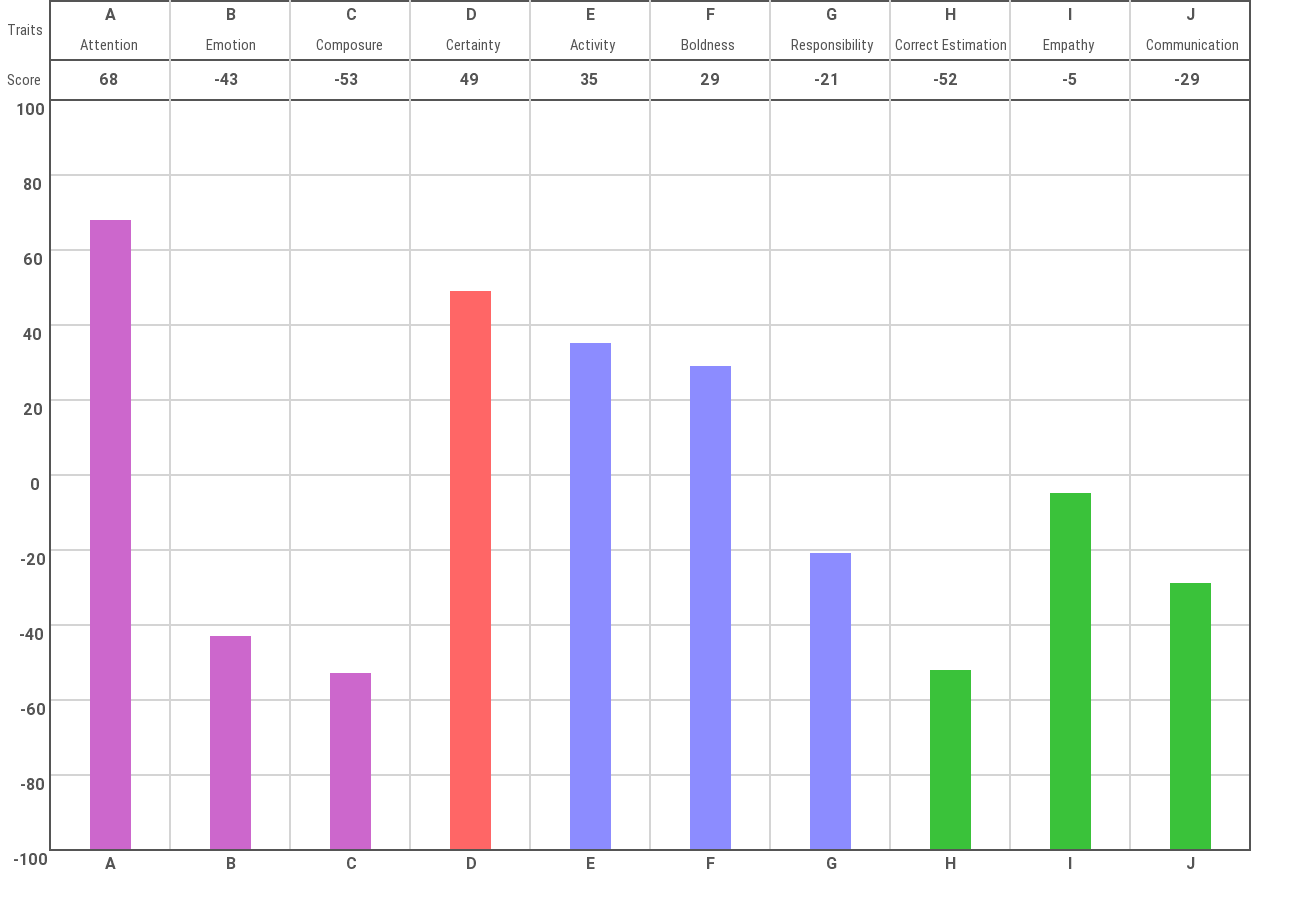 A B C D E F G H I J
Traits
Attention Emotion Composure Certainty Activity Boldness Responsibility Correct Estimation Empathy Communication
Score 68 -43 -53 49 35 29 -21 -52 -5 -29
100
80
60
40
20
0
-20
-40
-60
-80
-100
A B C D E F G H I J